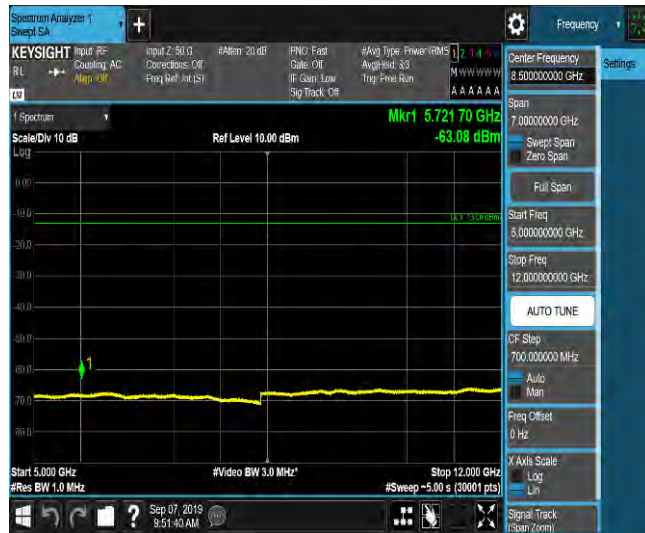 Spectrum Analyzer 1
Swept SA
+
Frequency
KEYSIGHT
RL
Input: RF
Coupling: AC
Align: Off
Input Z: 50 Ω
Corrections: Off
Freq Ref: Int (S)
#Atten: 20 dB
PNO: Fast
Gate: Off
IF Gain: Low
Sig Track: Off
#Avg Type: Power (RMS
Avg|Hold: 3/3
Trig: Free Run
M W W W W W
A A A A A A
1 Spectrum
Scale/Div 10 dB
Log
Ref Level 10.00 dBm
Mkr1 5.721 70 GHz
-63.08 dBm
0.00
-10.0
-20.0
-30.0
-40.0
-50.0
-60.0
-70.0
-80.0
1
Start 5.000 GHz
#Res BW 1.0 MHz
#Video BW 3.0 MHz*
Stop 12.000 GHz
#Sweep ~5.00 s (30001 pts)
Sep 07, 2019
9:51:40 AM
?
Center Frequency
8.500000000 GHz
Span
7.00000000 GHz
Swept Span
Zero Span
Full Span
Start Freq
5.000000000 GHz
Stop Freq
12.000000000 GHz
AUTO TUNE
CF Step
700.000000 MHz
Auto
Man
Freq Offset
0 Hz
X Axis Scale
Log
Lin
Signal Track
(Span Zoom)
Settings